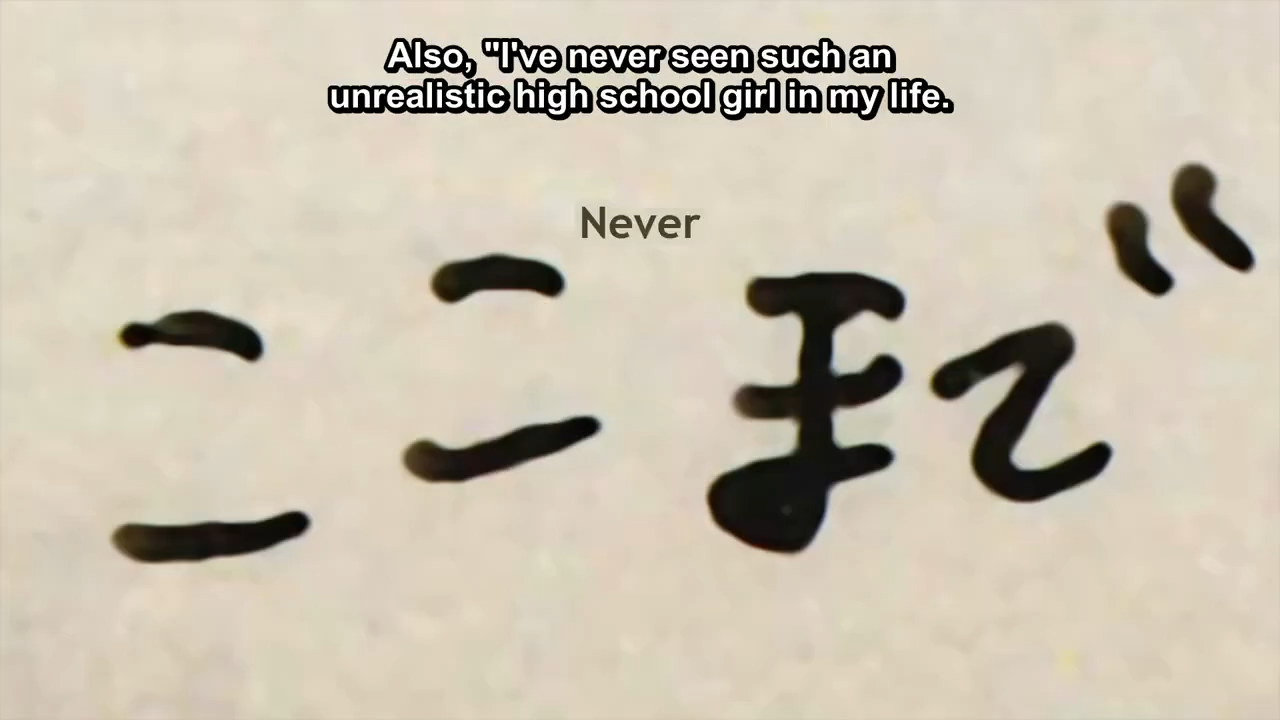 Also, "I've never seen such an
unrealistic high school girl in my life.
Never
ここまで